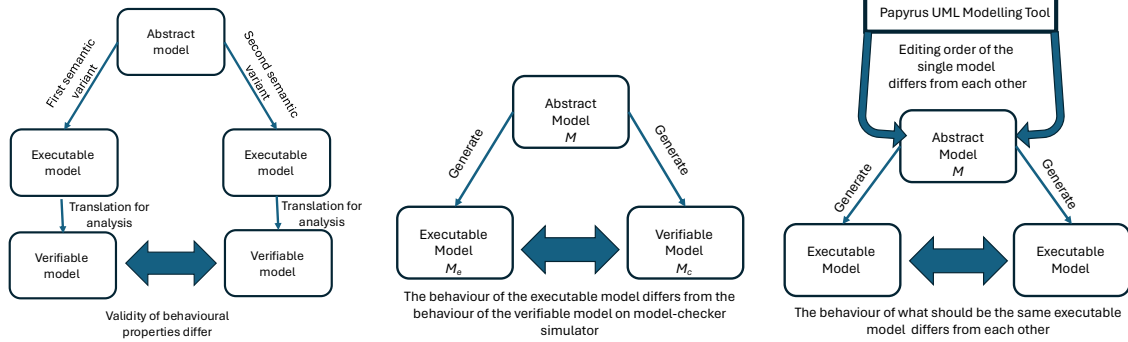 Abstract
model
First semantic
variant
Second semantic
variant
Executable
model
Executable
model
Translation for
analysis
Translation for
analysis
Verifiable
model
Verifiable
model
Validity of behavioural
properties differ
Abstract
Model
M
Generate
Generate
Executable
Model
Me
Verifiable
Model
Mc
The behaviour of the executable model differs from the
behaviour of the verifiable model on model-checker
simulator
Papyrus UML Modelling Tool
Editing order of the
single model
differs from each other
Abstract
Model
M
Generate
Generate
Executable
Model
Executable
Model
The behaviour of what should be the same executable
model differs from each other